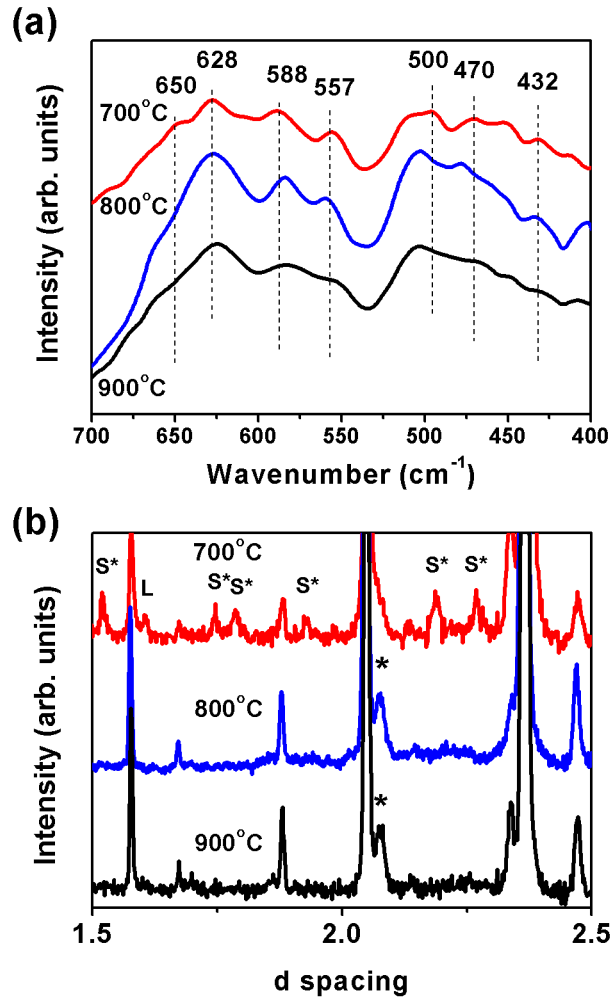 (a)
650 628 588 557 500 470 432
700°C
800°C
900°C
Intensity (arb. units)
700 650 600 550 500 450 400
Wavenumber (cm⁻¹)
(b)
700°C
S* L S* S* S* S* S*
800°C
*
900°C
*
Intensity (arb. units)
1.5 2.0 2.5
d spacing